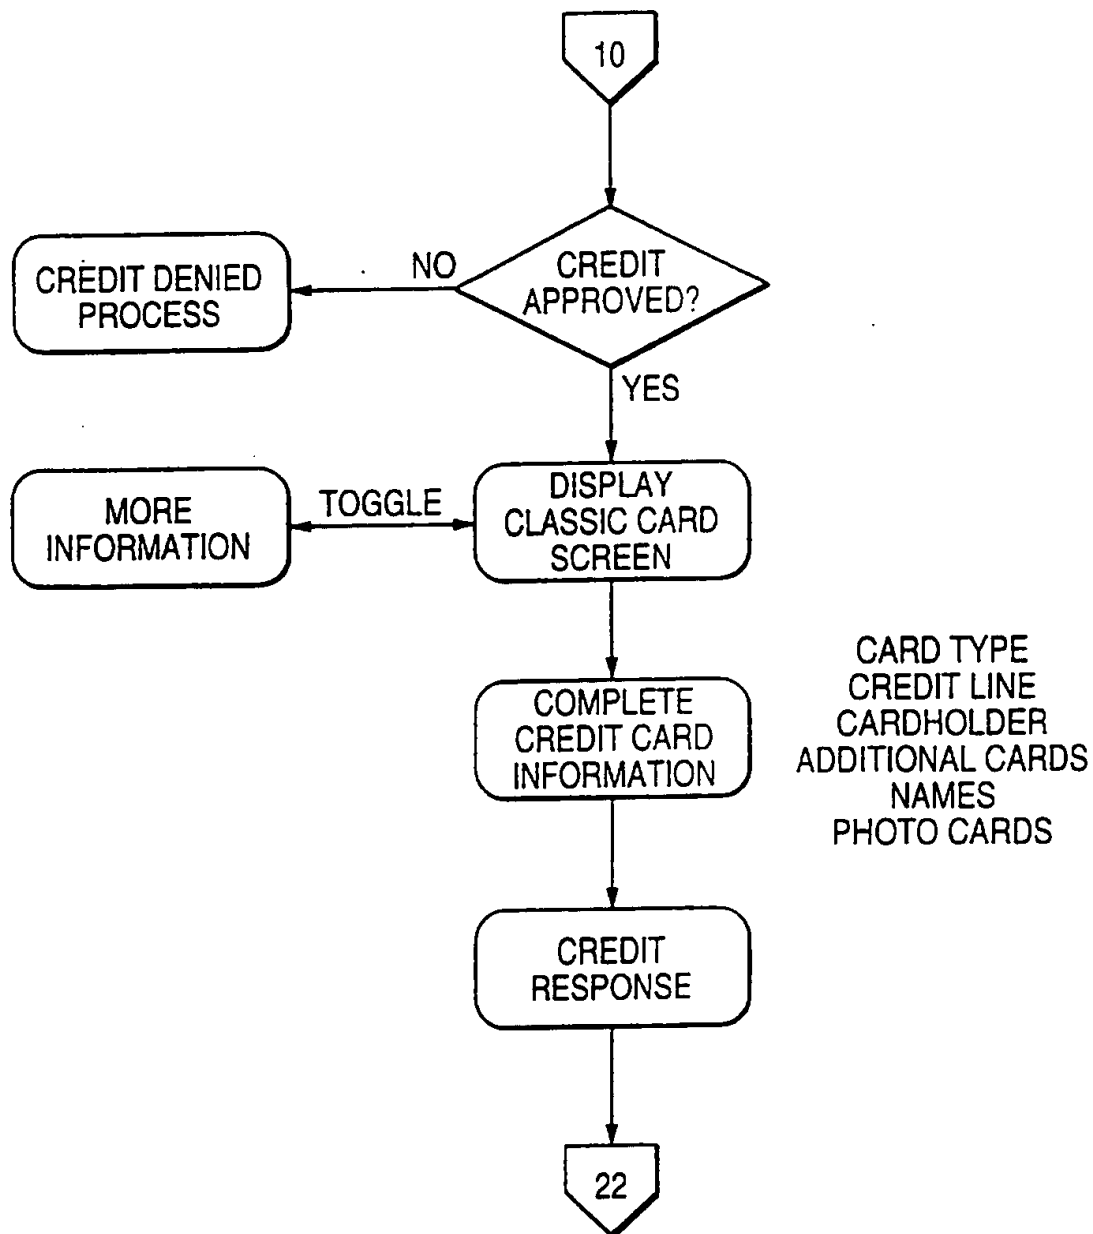 10
CREDIT
APPROVED?
NO
CREDIT DENIED
PROCESS
YES
DISPLAY
CLASSIC CARD
SCREEN
TOGGLE
MORE
INFORMATION
COMPLETE
CREDIT CARD
INFORMATION
CARD TYPE
CREDIT LINE
CARDHOLDER
ADDITIONAL CARDS
NAMES
PHOTO CARDS
CREDIT
RESPONSE
22